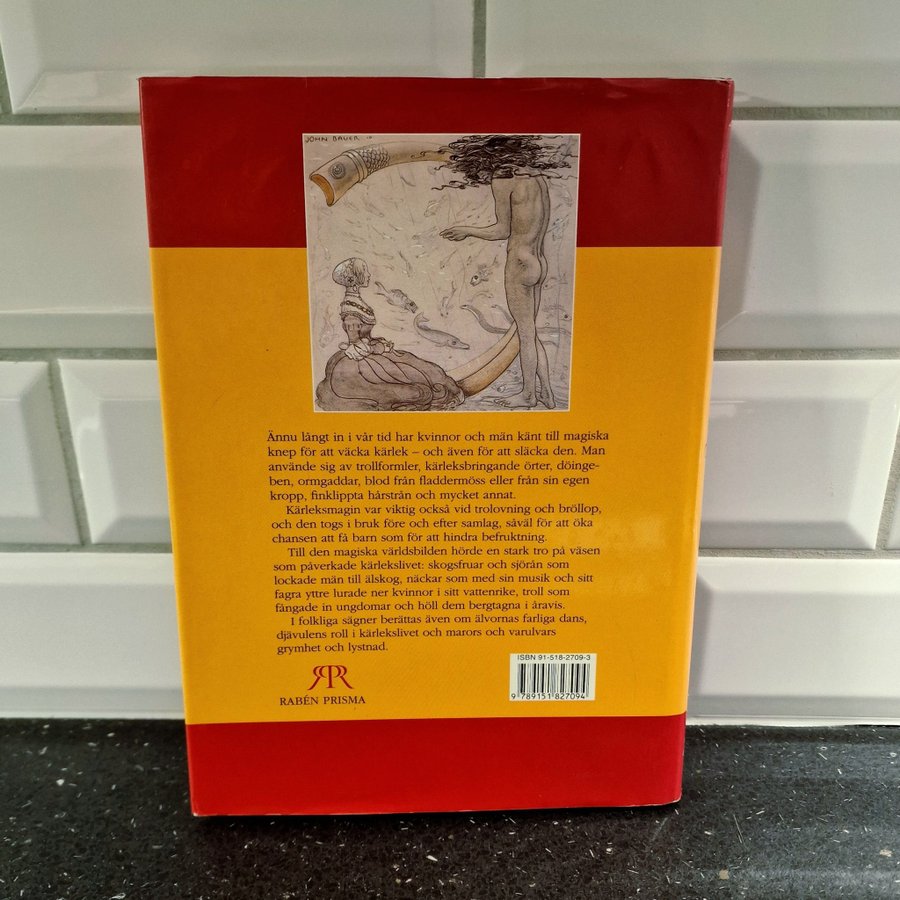 JOHN BAUER
Ännu långt in i vår tid har kvinnor och män känt till magiska
knep för att väcka kärlek – och även för att släcka den. Man
använde sig av trollformler, kärleksbringande örter, döinge-
ben, ormgaddar, blod från fladdermöss eller från sin egen
kropp, finklippta hårstrån och mycket annat.
Kärleksmagin var viktig också vid trolovning och bröllop,
och den togs i bruk före och efter samlag, såväl för att öka
chansen att få barn som för att hindra befruktning.
Till den magiska världsbilden hörde en stark tro på väsen
som påverkade kärlekslivet: skogsfruar och sjörån som
lockade män till älskog, näckar som med sin musik och sitt
fagra yttre lurade ner kvinnor i sitt vattenrike, troll som
fångade in ungdomar och höll dem bergtagna i åravis.
I folkliga sägner berättas även om älvornas farliga dans,
djävulens roll i kärlekslivet och marors och varulvars
grymhet och lystnad.
ISBN 91-518-2709-3
9 789151 827094
RPR
RABÉN PRISMA